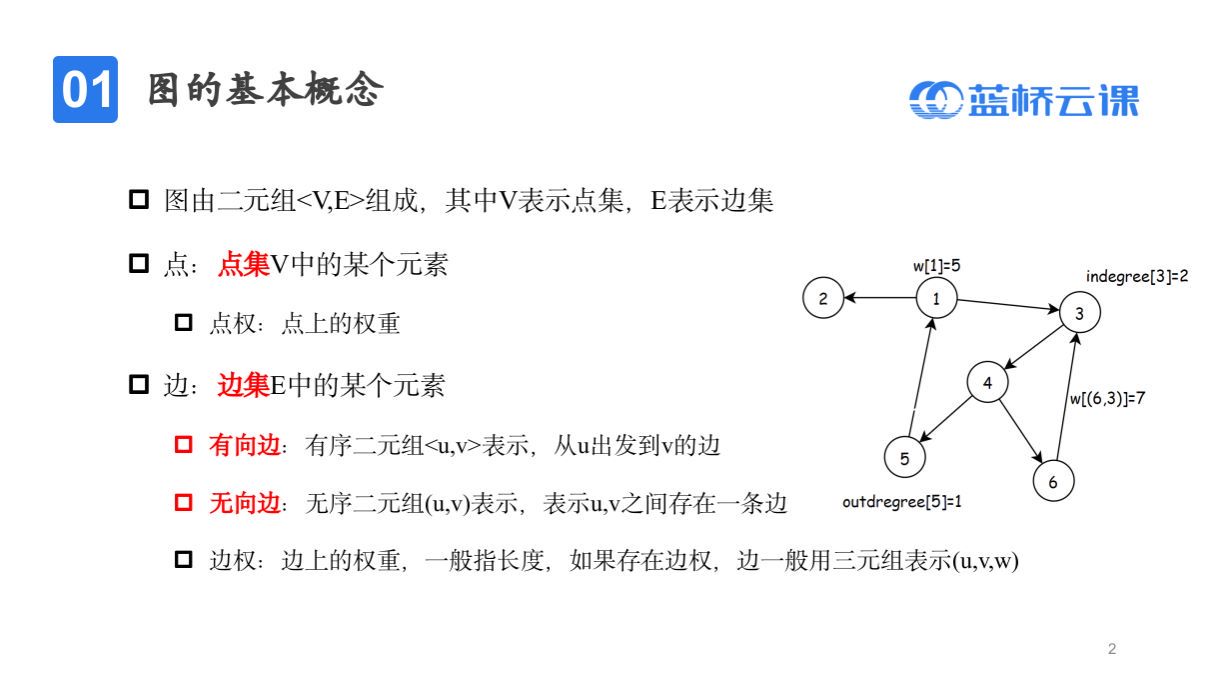 01 图的基本概念
蓝桥云课
图由二元组<V,E>组成，其中V表示点集，E表示边集
点：点集V中的某个元素
点权：点上的权重
边：边集E中的某个元素
有向边：有序二元组<u,v>表示，从u出发到v的边
无向边：无序二元组(u,v)表示，表示u,v之间存在一条边
边权：边上的权重，一般指长度，如果存在边权，边一般用三元组表示(u,v,w)
w[1]=5
indegree[3]=2
2
1
3
4
w[(6,3)]=7
5
6
outdregree[5]=1
2